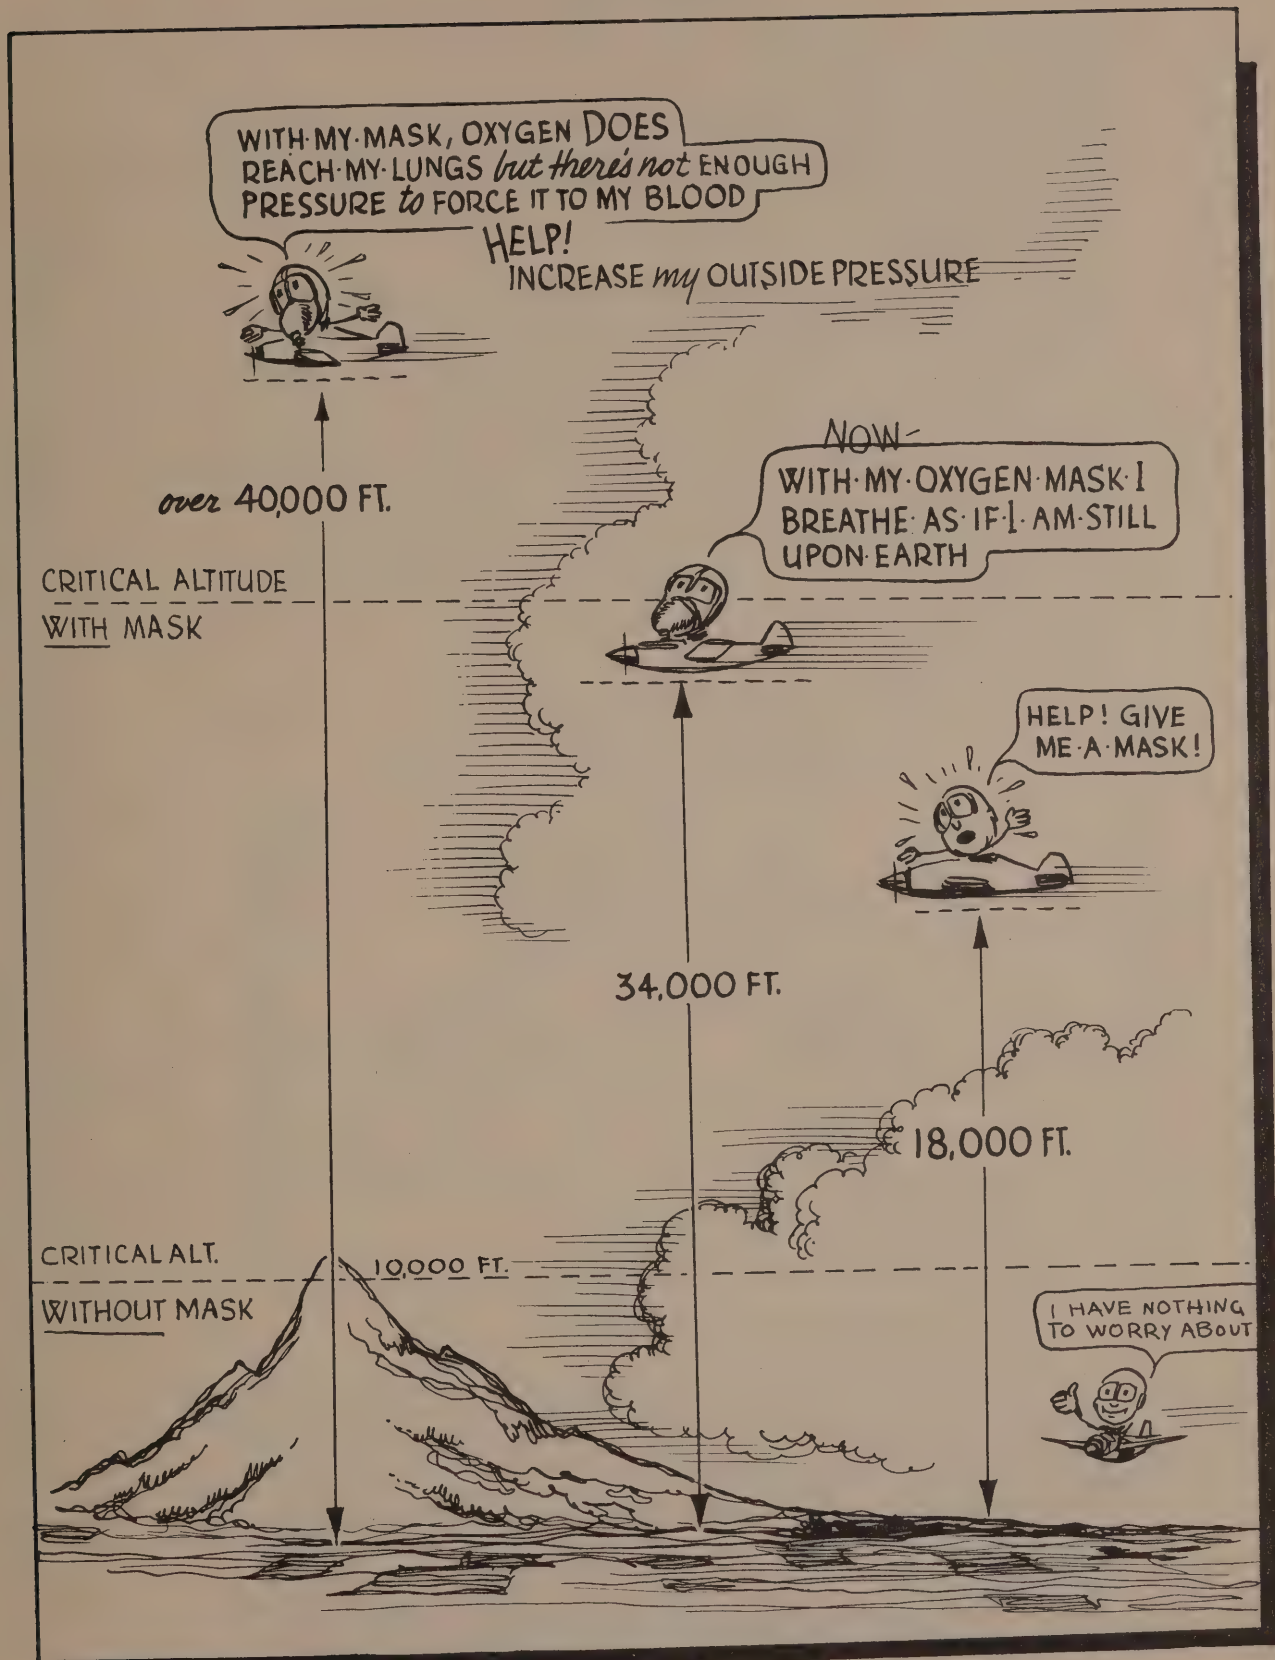 WITH·MY·MASK, OXYGEN DOES
REACH·MY·LUNGS but there's not ENOUGH
PRESSURE to FORCE IT TO MY BLOOD
HELP!
INCREASE my OUTSIDE PRESSURE
over 40,000 FT.
NOW-
WITH·MY·OXYGEN·MASK·I
BREATHE·AS·IF·I·AM·STILL
UPON·EARTH
CRITICAL ALTITUDE
WITH MASK
HELP! GIVE
ME·A·MASK!
34,000 FT.
18,000 FT.
CRITICAL ALT.
10,000 FT.
WITHOUT MASK
I HAVE NOTHING
TO WORRY ABOUT